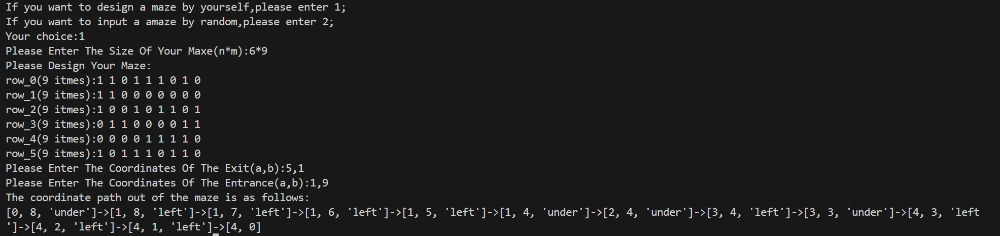 If you want to design a maze by yourself,please enter 1;
If you want to input a amaze by random,please enter 2;
Your choice:1
Please Enter The Size Of Your Maxe(n*m):6*9
Please Design Your Maze:
row_0(9 itmes):1 1 0 1 1 1 0 1 0
row_1(9 itmes):1 1 0 0 0 0 0 0 0
row_2(9 itmes):1 0 0 1 0 1 1 0 1
row_3(9 itmes):0 1 1 0 0 0 0 1 1
row_4(9 itmes):0 0 0 0 1 1 1 1 0
row_5(9 itmes):1 0 1 1 1 0 1 1 0
Please Enter The Coordinates Of The Exit(a,b):5,1
Please Enter The Coordinates Of The Entrance(a,b):1,9
The coordinate path out of the maze is as follows:
[0, 8, 'under']->[1, 8, 'left']->[1, 7, 'left']->[1, 6, 'left']->[1, 5, 'left']->[1, 4, 'under']->[2, 4, 'under']->[3, 4, 'left']->[3, 3, 'under']->[4, 3, 'left
']->[4, 2, 'left']->[4, 1, 'left']->[4, 0]